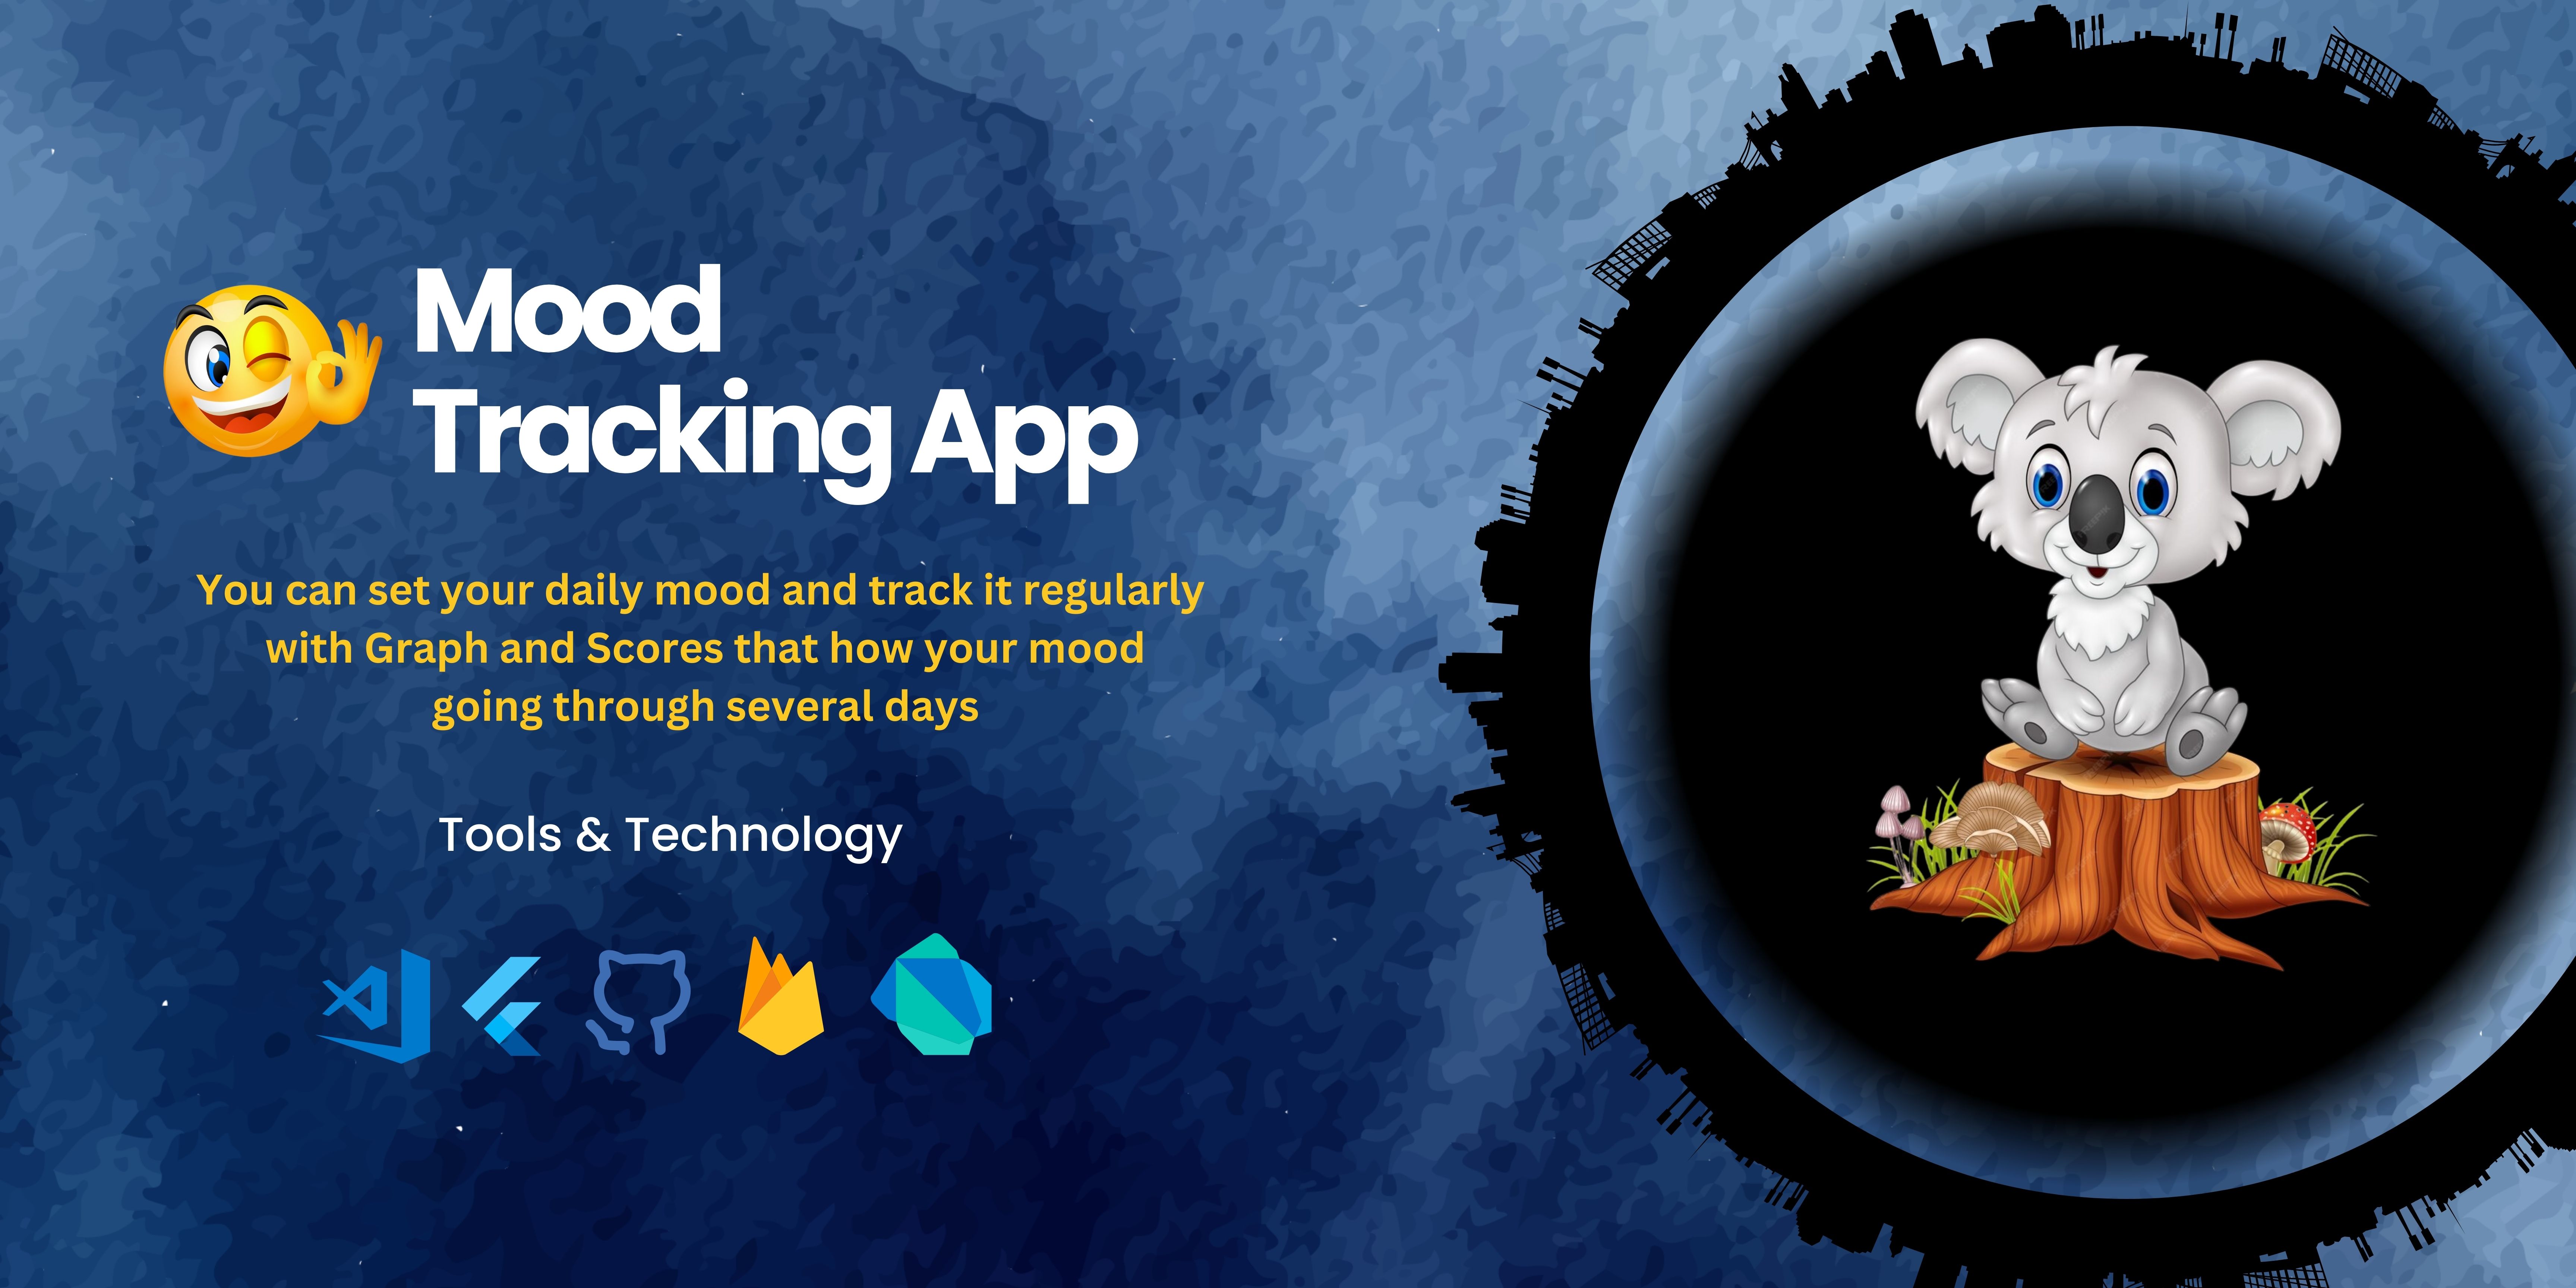 Mood
Tracking App
You can set your daily mood and track it regularly
with Graph and Scores that how your mood
going through several days
Tools & Technology